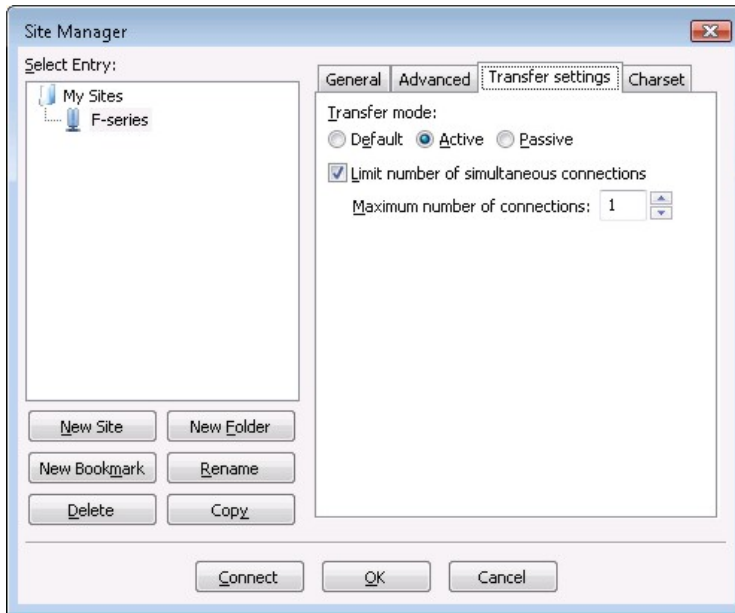 Site Manager
Select Entry:
My Sites
F-series
New Site
New Folder
New Bookmark
Rename
Delete
Copy
General
Advanced
Transfer settings
Charset
Transfer mode:
Default
Active
Passive
Limit number of simultaneous connections
Maximum number of connections: 1
Connect
OK
Cancel